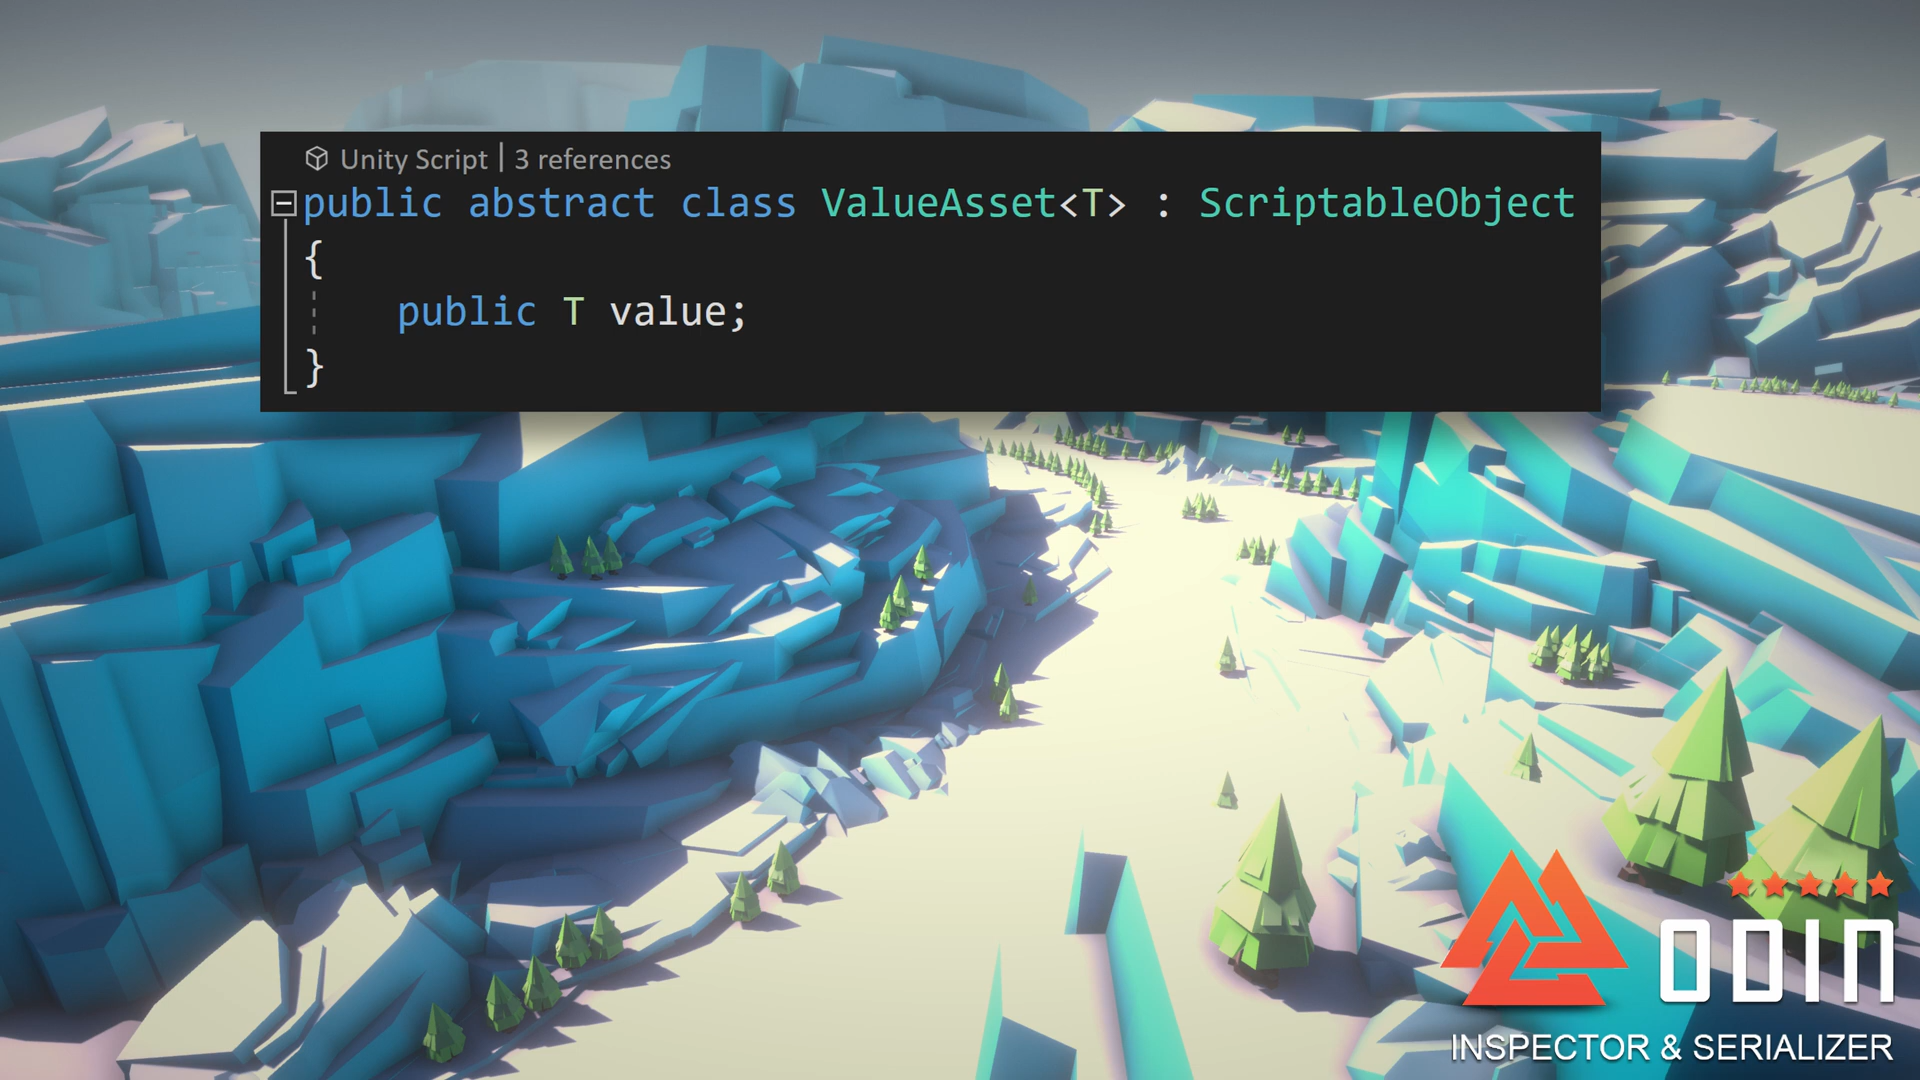 Unity Script | 3 references
public abstract class ValueAsset<T> : ScriptableObject
{
    public T value;
}
ODIN
INSPECTOR & SERIALIZER